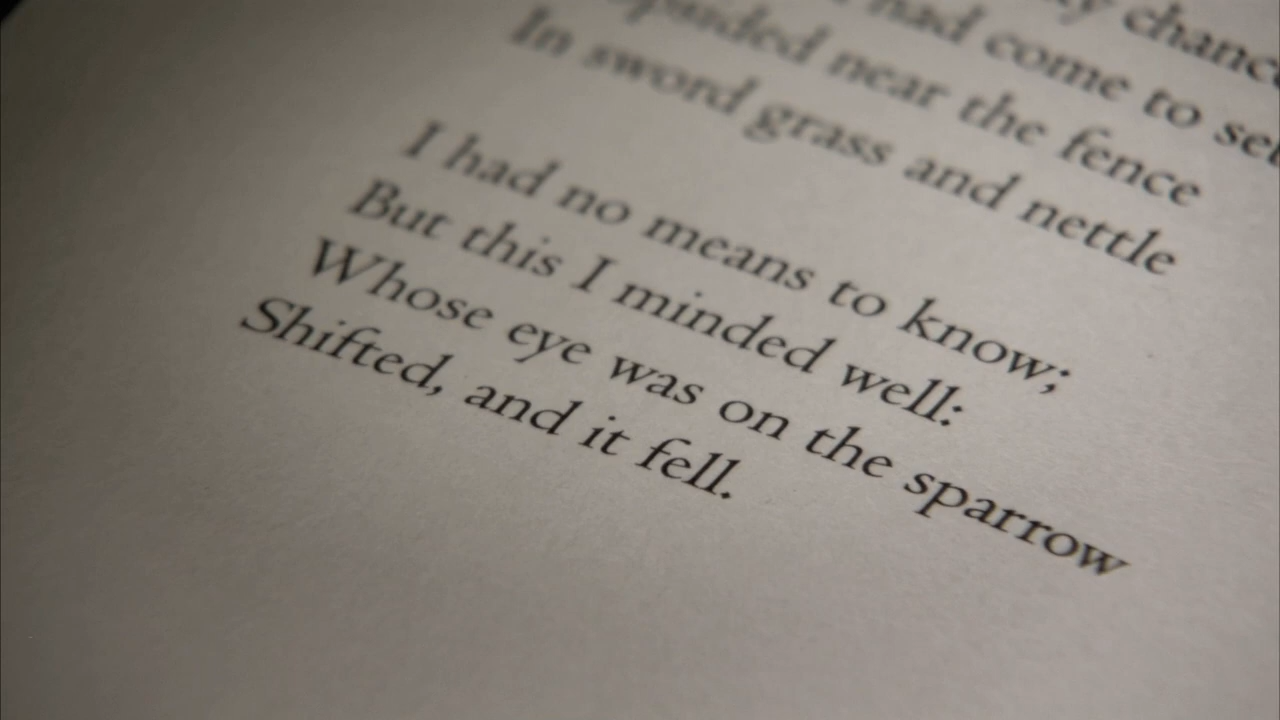 chance
had come to
near the fence
In sword grass and nettle
I had no means to know;
But this I minded well:
Whose eye was on the sparrow
Shifted, and it fell.